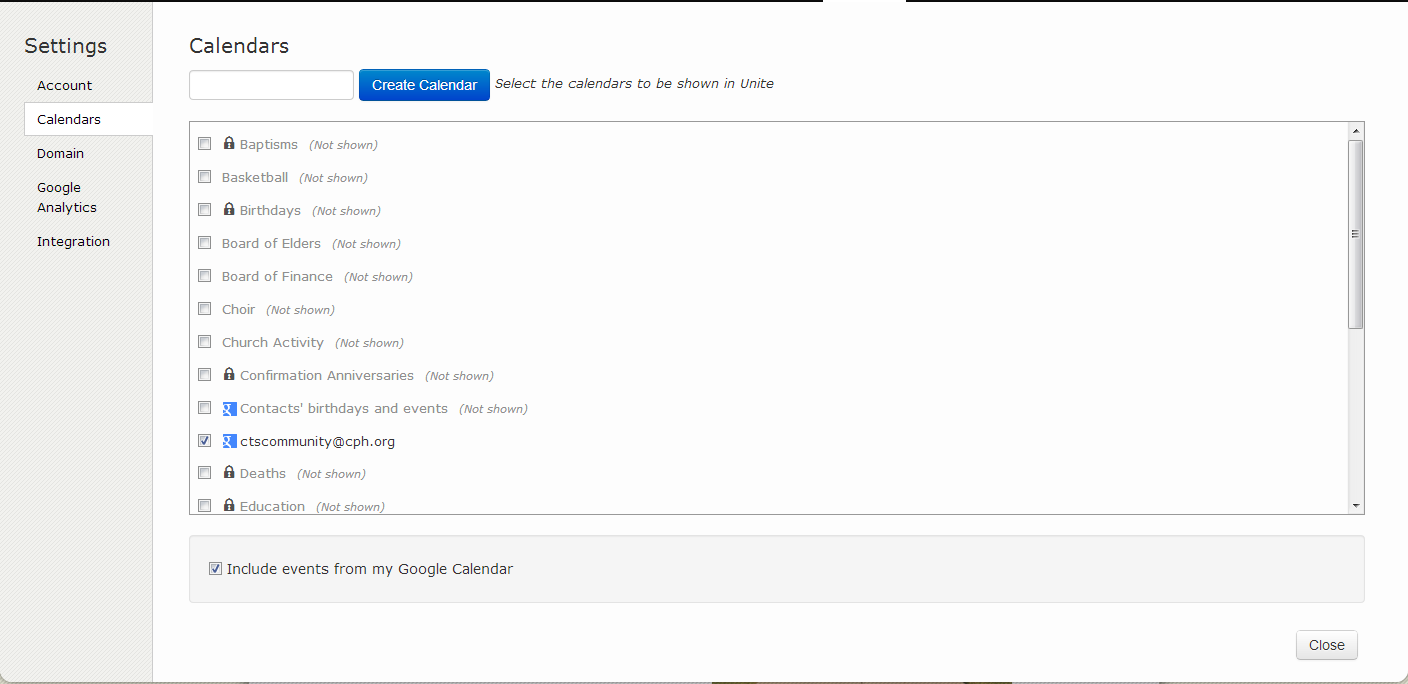 Settings
Account
Calendars
Domain
Google
Analytics
Integration
Calendars
Create Calendar Select the calendars to be shown in Unite
Baptisms (Not shown)
Basketball (Not shown)
Birthdays (Not shown)
Board of Elders (Not shown)
Board of Finance (Not shown)
Choir (Not shown)
Church Activity (Not shown)
Confirmation Anniversaries (Not shown)
g Contacts' birthdays and events (Not shown)
g ctscommunity@cph.org
Deaths (Not shown)
Education (Not shown)
Include events from my Google Calendar
Close